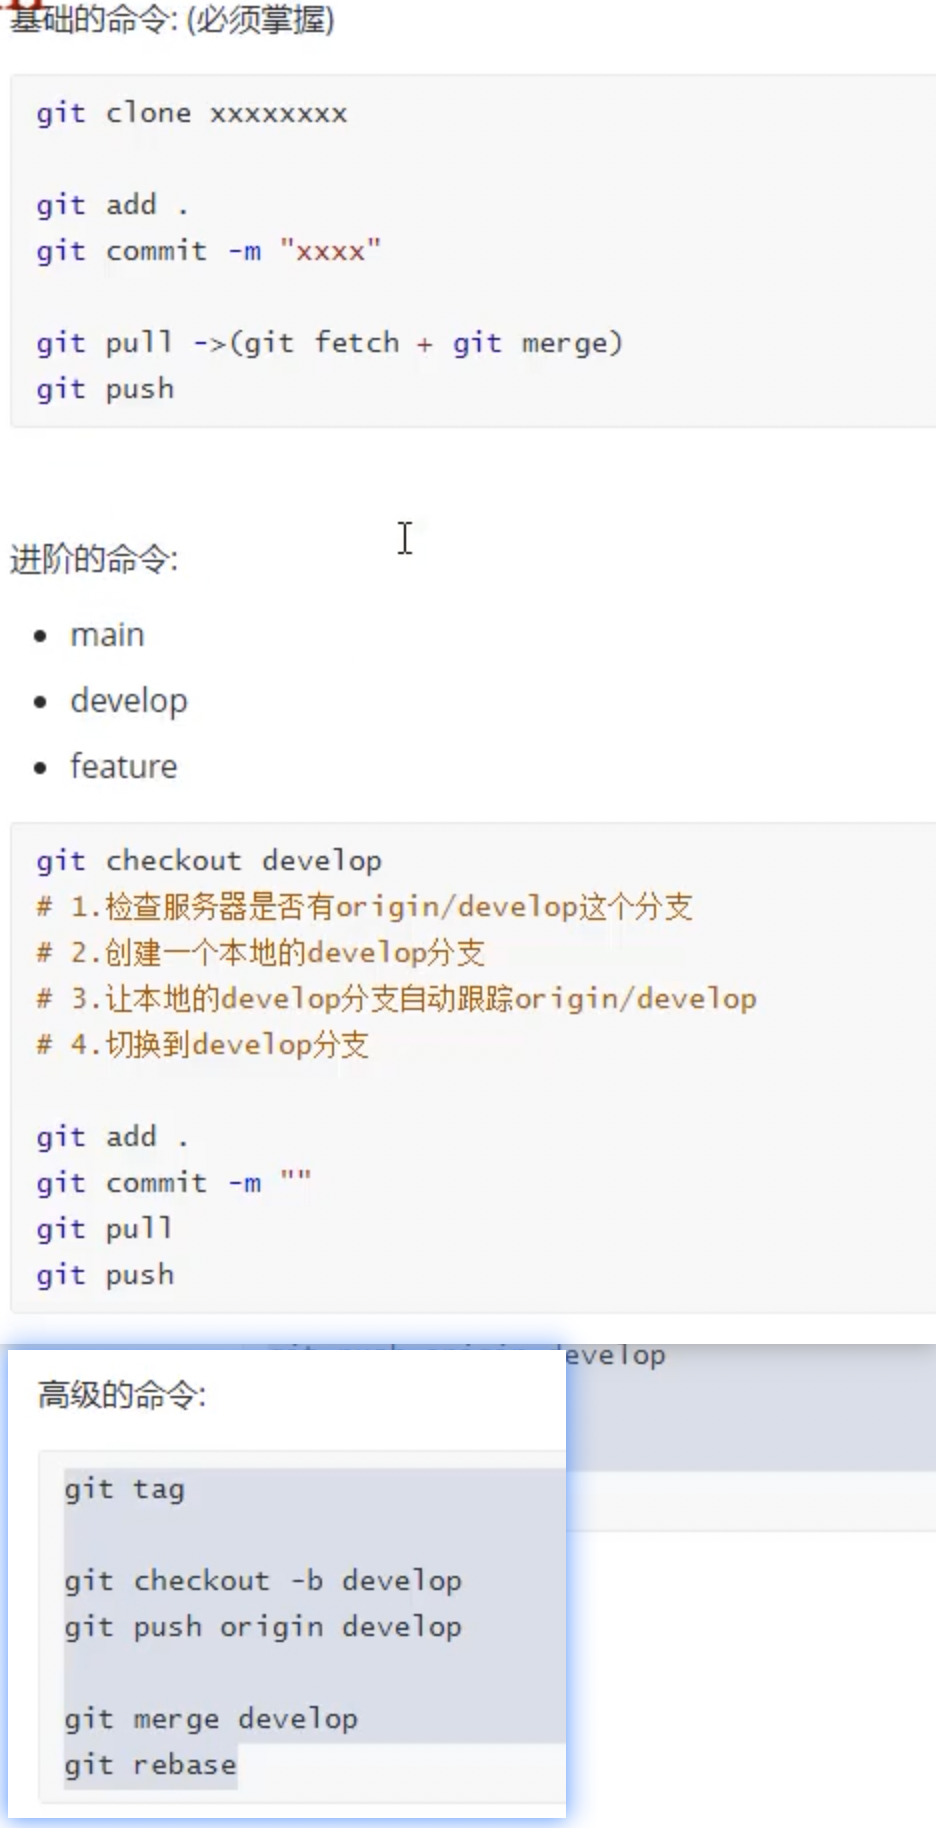 基础的命令: (必须掌握)
git clone xxxxxxxx
git add .
git commit -m "xxxx"
git pull ->(git fetch + git merge)
git push
进阶的命令:
main
develop
feature
git checkout develop
# 1.检查服务器是否有origin/develop这个分支
# 2.创建一个本地的develop分支
# 3.让本地的develop分支自动跟踪origin/develop
# 4.切换到develop分支
git add .
git commit -m ""
git pull
git push
高级的命令:
git tag
git checkout -b develop
git push origin develop
git merge develop
git rebase